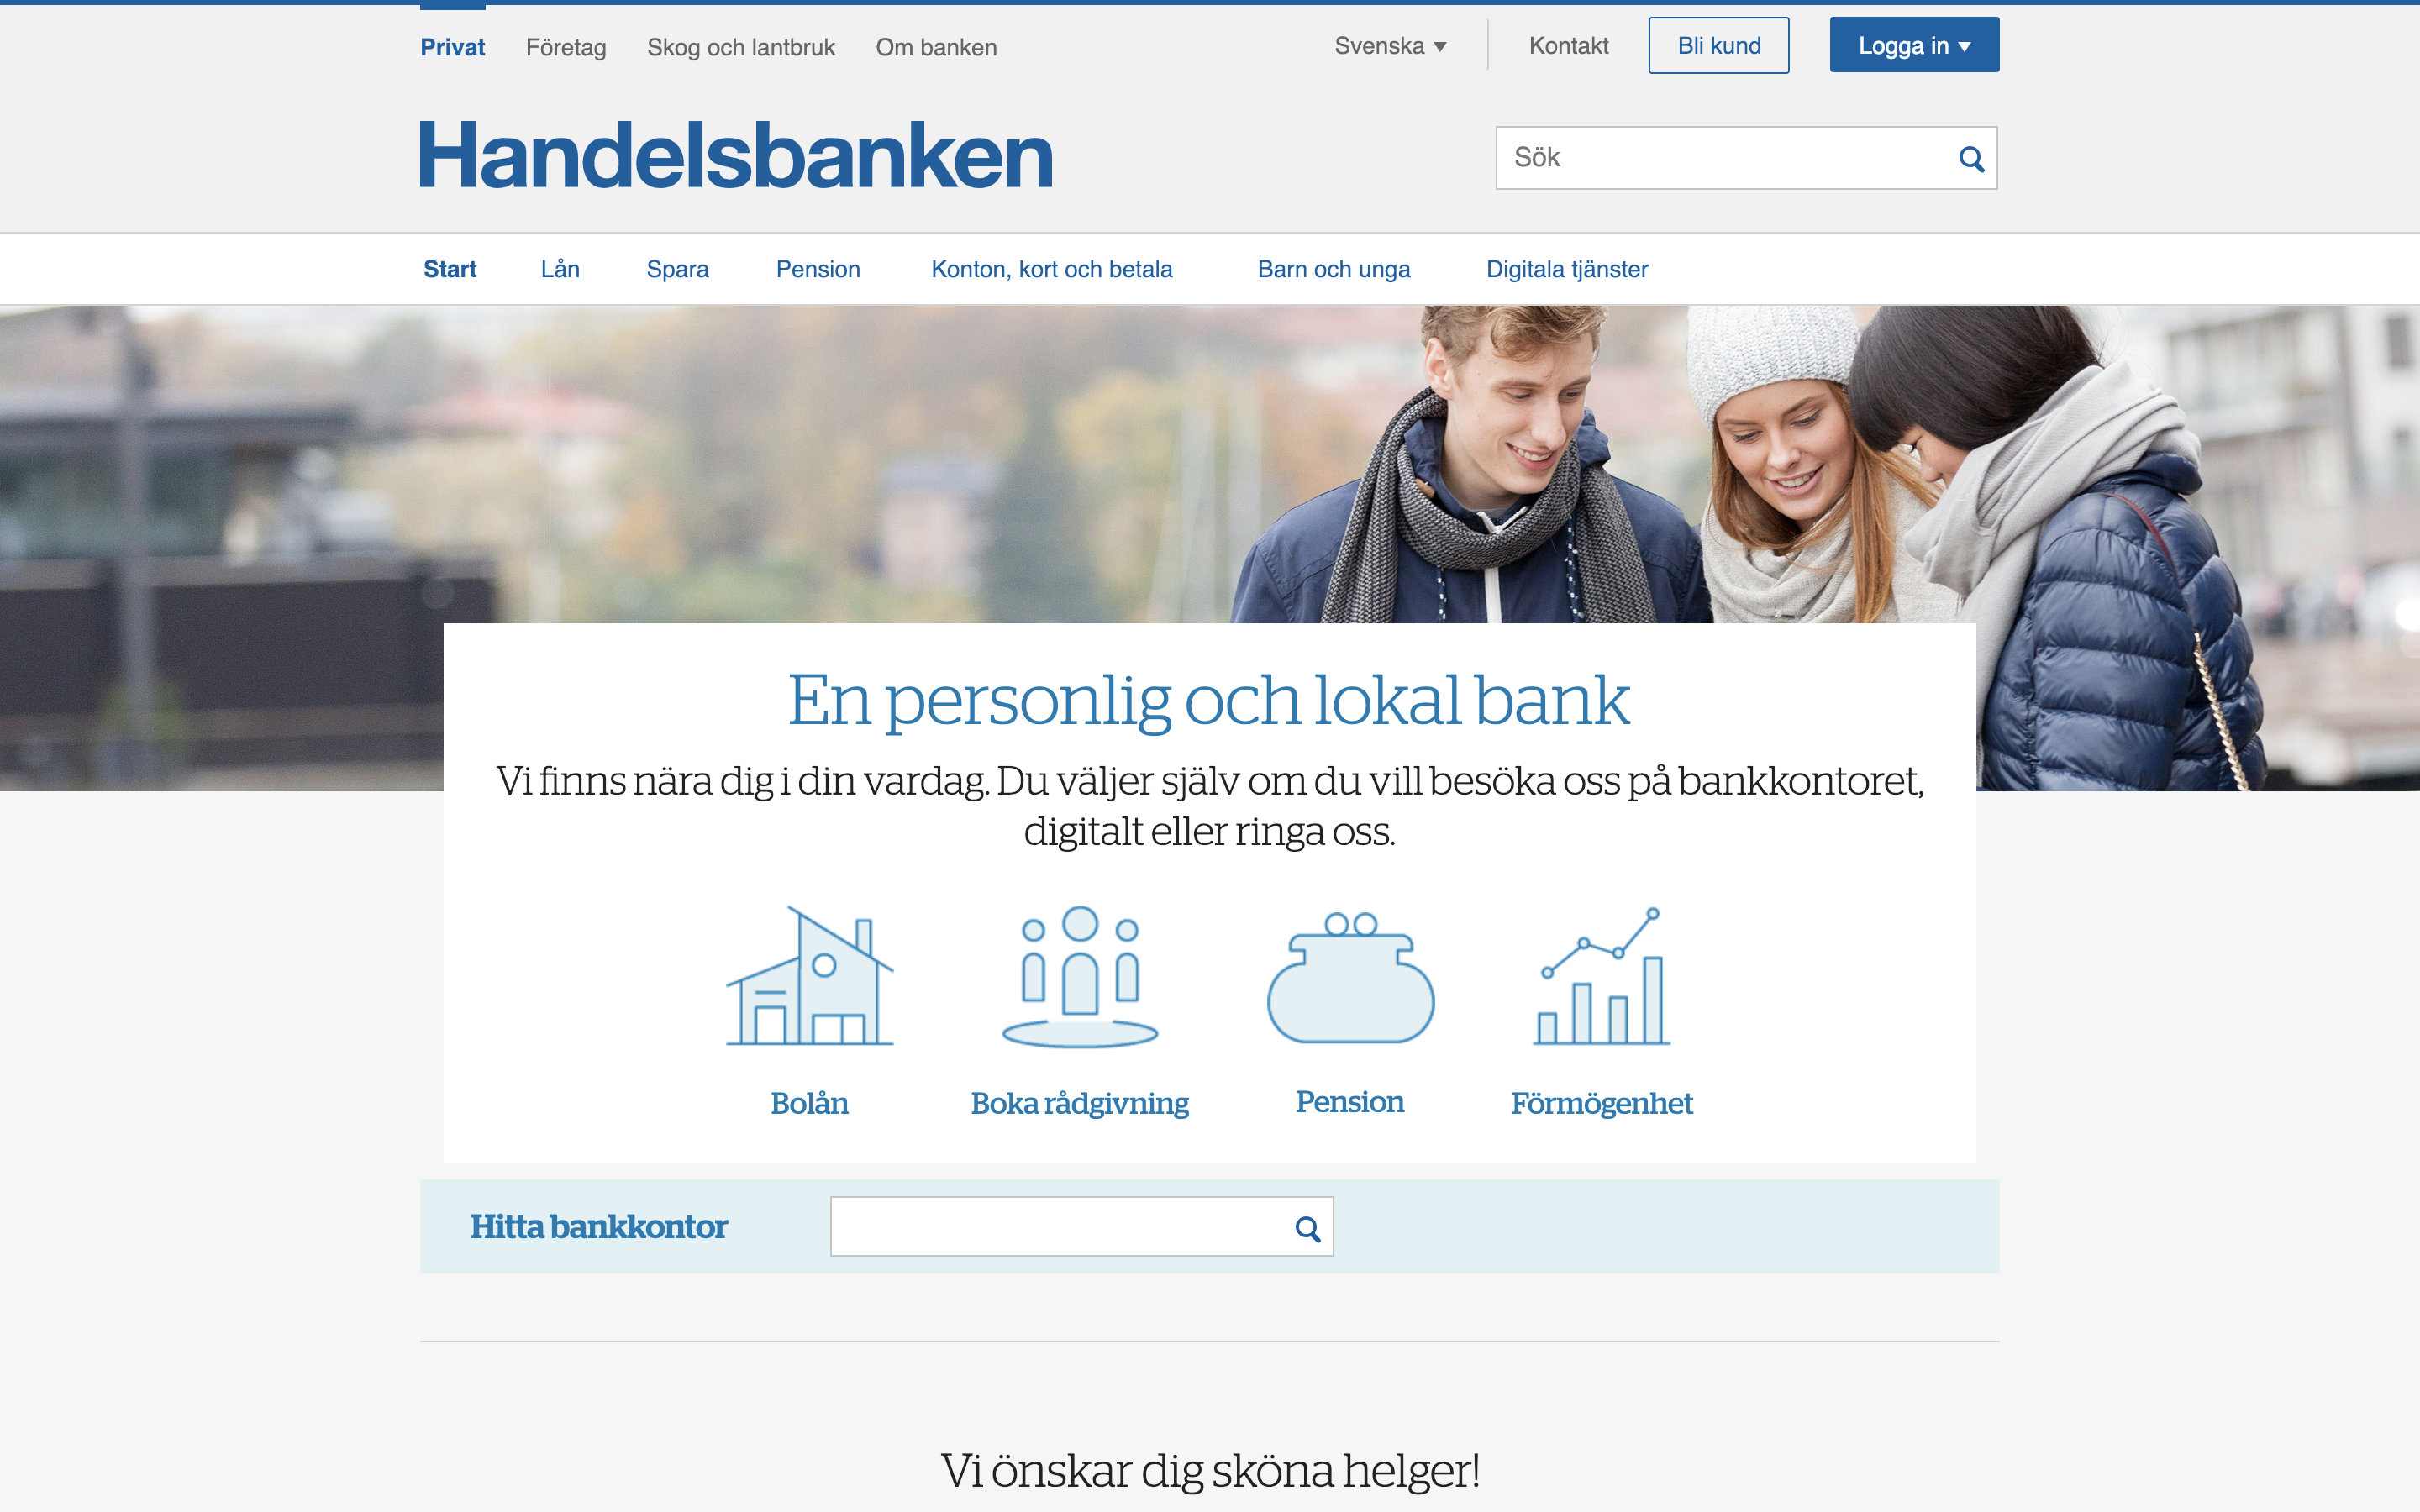 Privat Företag Skog och lantbruk Om banken Svenska Kontakt Bli kund Logga in
Handelsbanken
Sök
Start Lån Spara Pension Konton, kort och betala Barn och unga Digitala tjänster
En personlig och lokal bank
Vi finns nära dig i din vardag. Du väljer själv om du vill besöka oss på bankkontoret,
digitalt eller ringa oss.
Bolån Boka rådgivning Pension Förmögenhet
Hitta bankkontor
Vi önskar dig sköna helger!